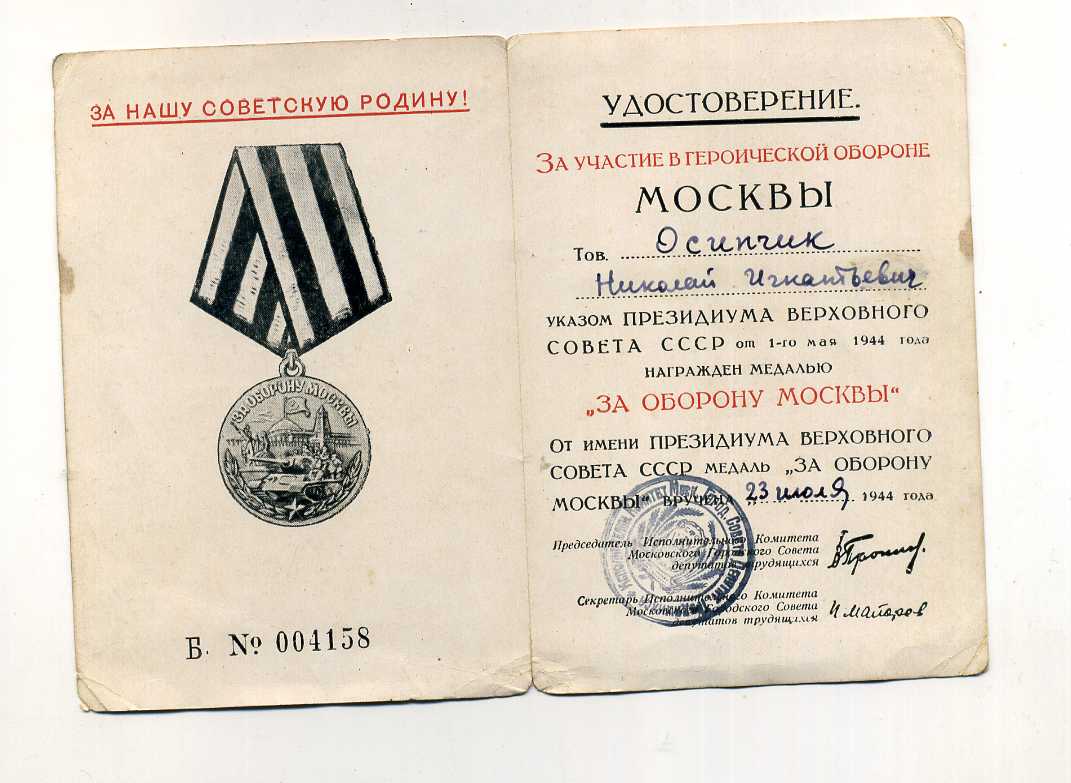 ЗА НАШУ СОВЕТСКУЮ РОДИНУ!
ЗА ОБОРОНУ МОСКВЫ
Б. № 004158
УДОСТОВЕРЕНИЕ.
ЗА УЧАСТИЕ В ГЕРОИЧЕСКОЙ ОБОРОНЕ
МОСКВЫ
Тов. Осипчик
Николай Игнатьевич
УКАЗОМ ПРЕЗИДИУМА ВЕРХОВНОГО
СОВЕТА СССР от 1-го мая 1944 года
НАГРАЖДЕН МЕДАЛЬЮ
„ЗА ОБОРОНУ МОСКВЫ“
ОТ ИМЕНИ ПРЕЗИДИУМА ВЕРХОВНОГО
СОВЕТА СССР МЕДАЛЬ „ЗА ОБОРОНУ
МОСКВЫ“ ВРУЧЕНА „23 июля 1944 года
Председатель Исполнительного Комитета
Московского Городского Совета
депутатов трудящихся
В Пронин.
Секретарь Исполнительного Комитета
Московского Городского Совета
депутатов трудящихся
П Майоров